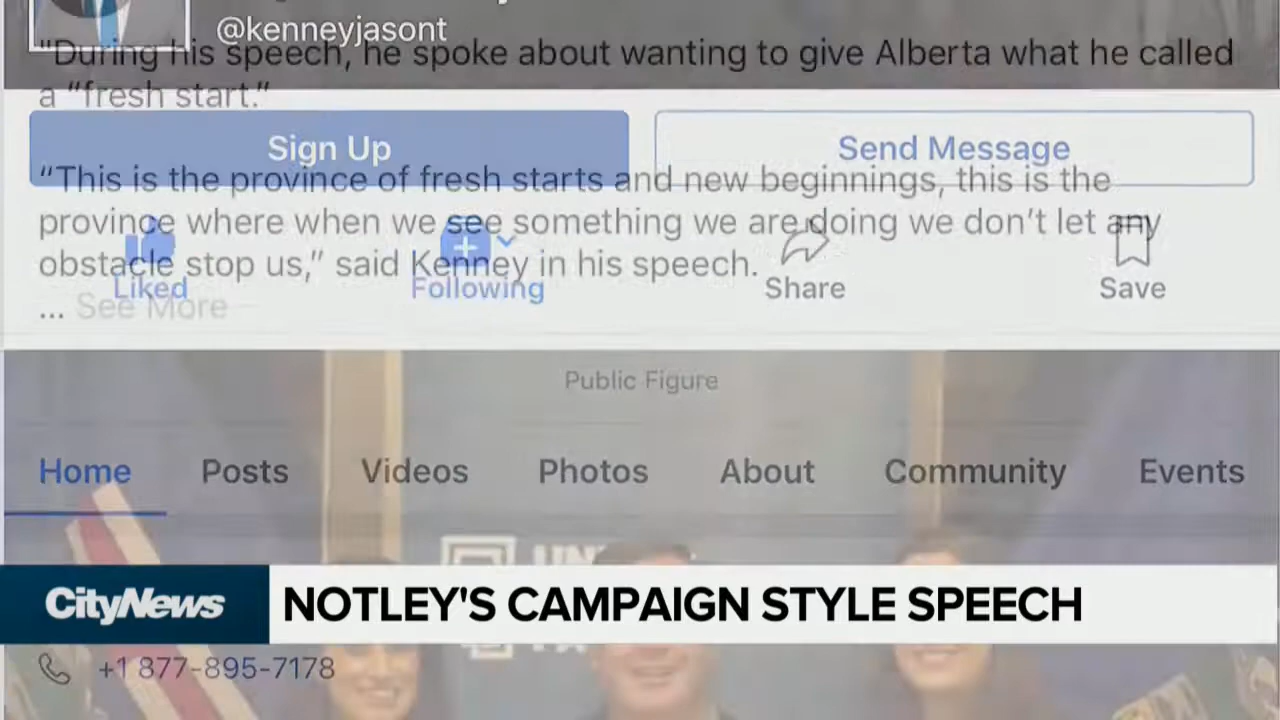 @kenneyjasont
"During his speech, he spoke about wanting to give Alberta what he called
a "fresh start."
Sign Up
Send Message
"This is the province of fresh starts and new beginnings, this is the
province where when we see something we are doing we don't let any
obstacle stop us," said Kenney in his speech.
... See More
Liked
Following
Share
Save
Public Figure
Home
Posts
Videos
Photos
About
Community
Events
CityNews
NOTLEY'S CAMPAIGN STYLE SPEECH
+1 877-895-7178